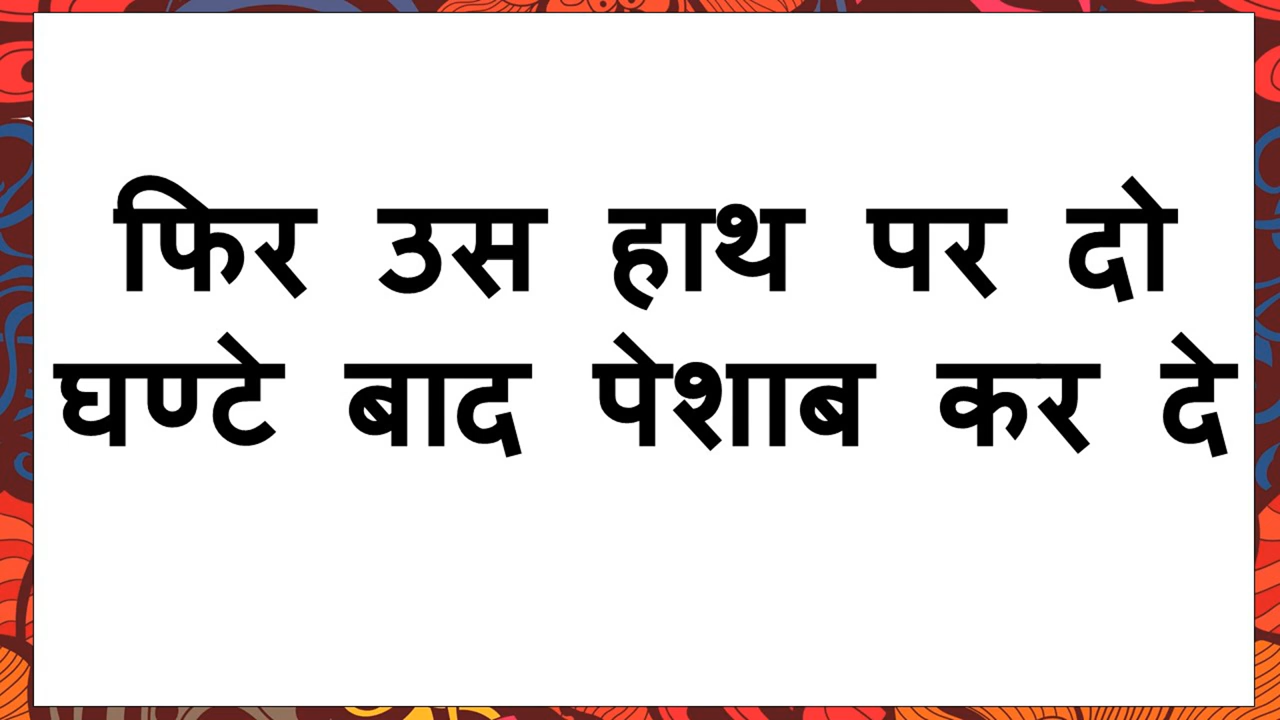 फिर उस हाथ पर दो
घण्टे बाद पेशाब कर दे